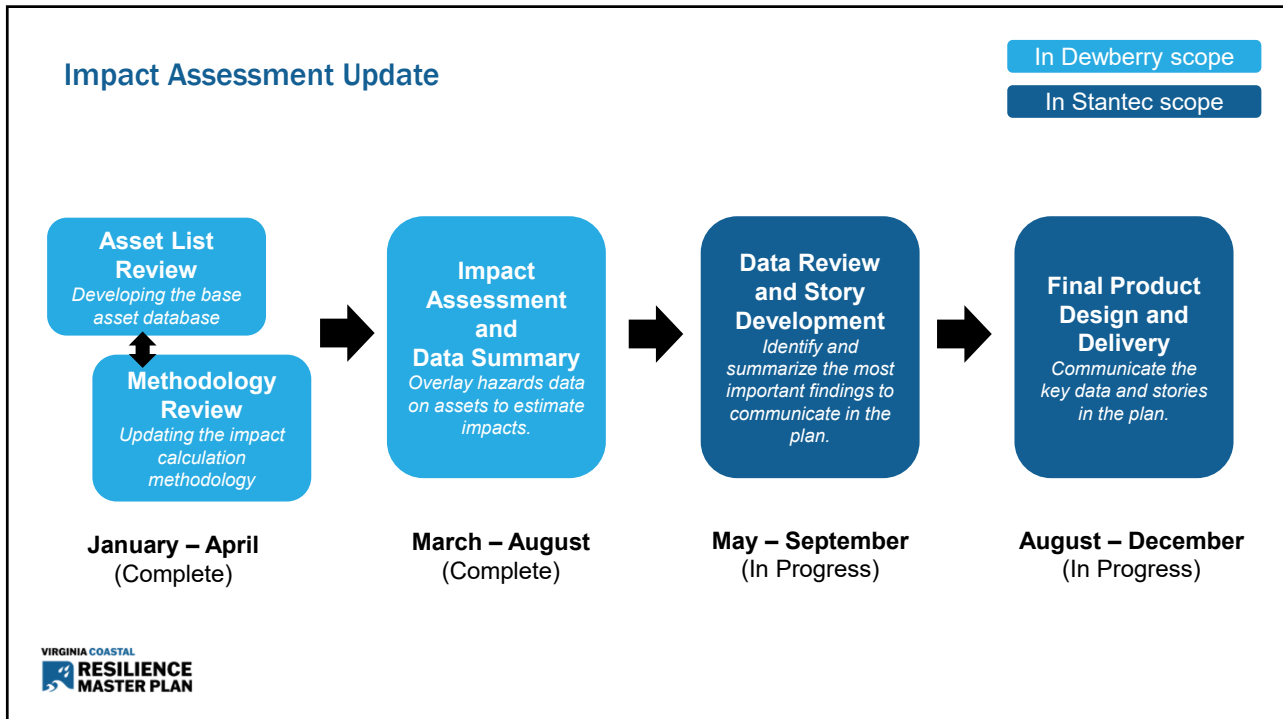 Impact Assessment Update
In Dewberry scope
In Stantec scope
Asset List
Review
Developing the base
asset database
Methodology
Review
Updating the impact
calculation
methodology
January – April
(Complete)
Impact
Assessment
and
Data Summary
Overlay hazards data
on assets to estimate
impacts.
March – August
(Complete)
Data Review
and Story
Development
Identify and
summarize the most
important findings to
communicate in the
plan.
May – September
(In Progress)
Final Product
Design and
Delivery
Communicate the
key data and stories
in the plan.
August – December
(In Progress)
VIRGINIA COASTAL
RESILIENCE
MASTER PLAN